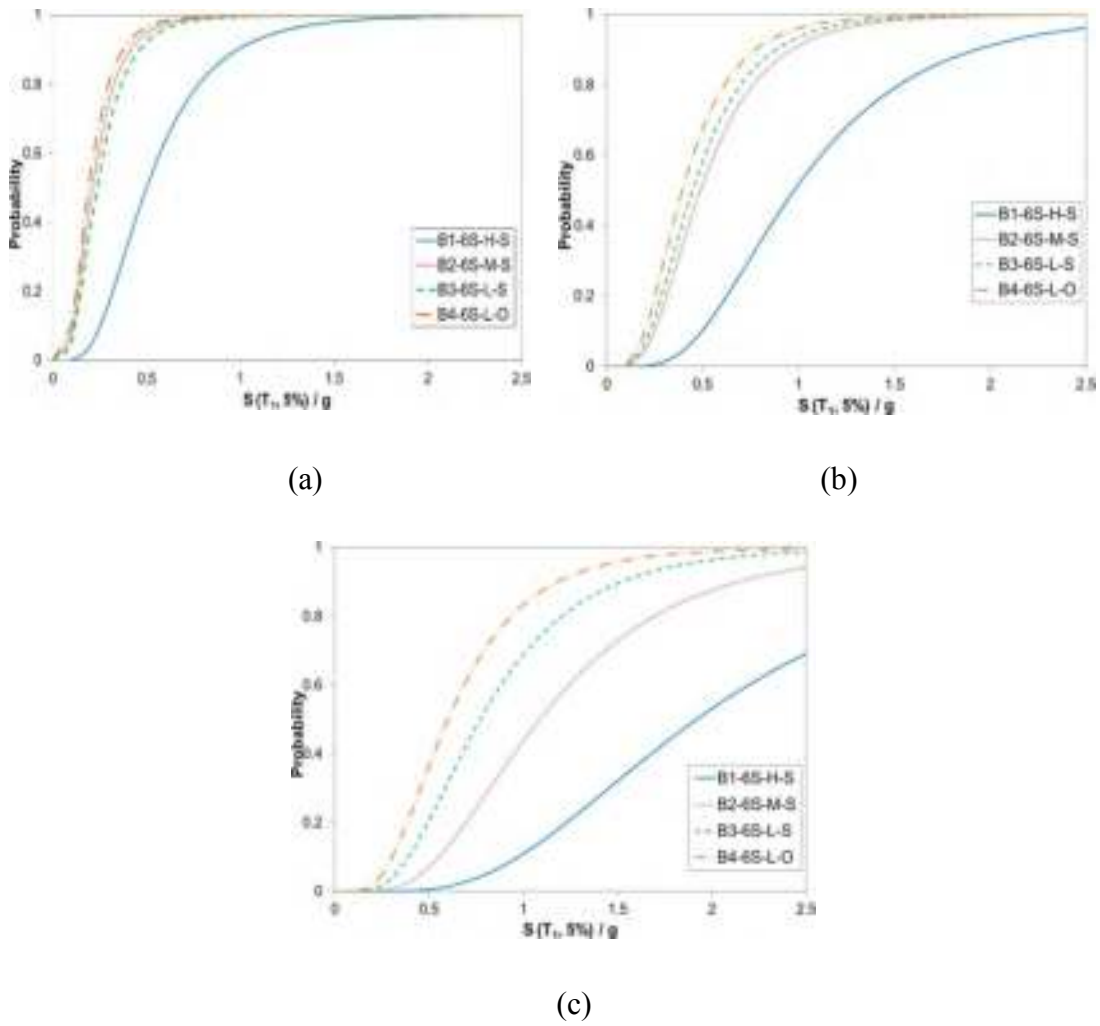 1
0.8
0.6
0.4
0.2
0
Probability
B1-6S-H-S
B2-6S-M-S
B3-6S-L-S
B4-6S-L-O
0 0.5 1 1.5 2 2.5
S (T₁, 5%) / g
(a)
1
0.8
0.6
0.4
0.2
0
Probability
B1-6S-H-S
B2-6S-M-S
B3-6S-L-S
B4-6S-L-O
0 0.5 1 1.5 2 2.5
S (T₁, 5%) / g
(b)
1
0.8
0.6
0.4
0.2
0
Probability
B1-6S-H-S
B2-6S-M-S
B3-6S-L-S
B4-6S-L-O
0 0.5 1 1.5 2 2.5
S (T₁, 5%) / g
(c)